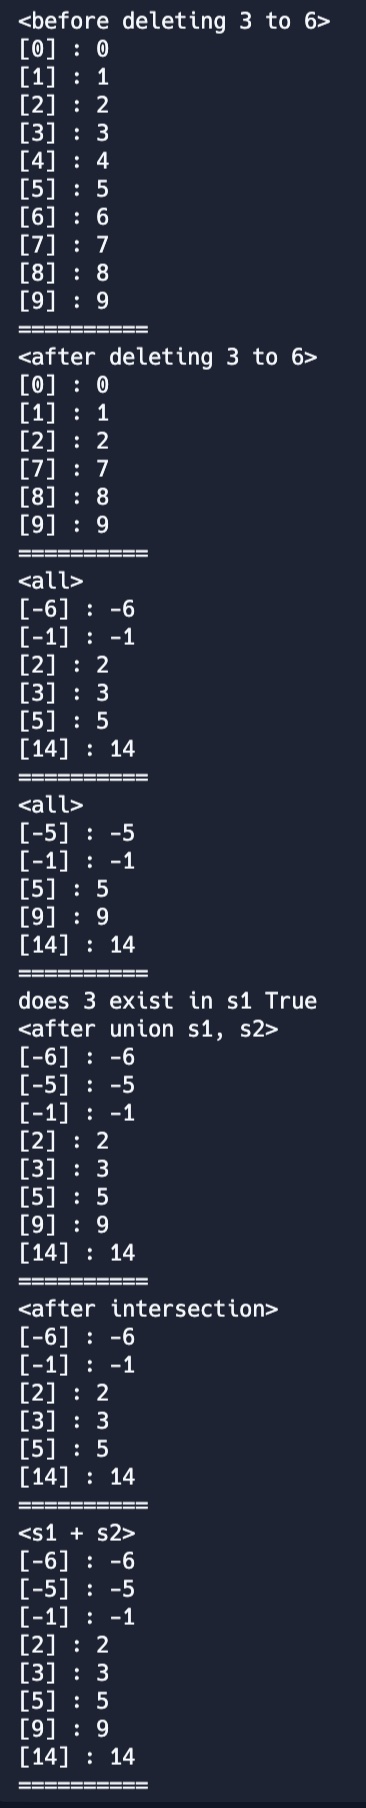 <before deleting 3 to 6>
[0] : 0
[1] : 1
[2] : 2
[3] : 3
[4] : 4
[5] : 5
[6] : 6
[7] : 7
[8] : 8
[9] : 9
==========
<after deleting 3 to 6>
[0] : 0
[1] : 1
[2] : 2
[7] : 7
[8] : 8
[9] : 9
==========
<all>
[-6] : -6
[-1] : -1
[2] : 2
[3] : 3
[5] : 5
[14] : 14
==========
<all>
[-5] : -5
[-1] : -1
[5] : 5
[9] : 9
[14] : 14
==========
does 3 exist in s1 True
<after union s1, s2>
[-6] : -6
[-5] : -5
[-1] : -1
[2] : 2
[3] : 3
[5] : 5
[9] : 9
[14] : 14
==========
<after intersection>
[-6] : -6
[-1] : -1
[2] : 2
[3] : 3
[5] : 5
[14] : 14
==========
<s1 + s2>
[-6] : -6
[-5] : -5
[-1] : -1
[2] : 2
[3] : 3
[5] : 5
[9] : 9
[14] : 14
==========